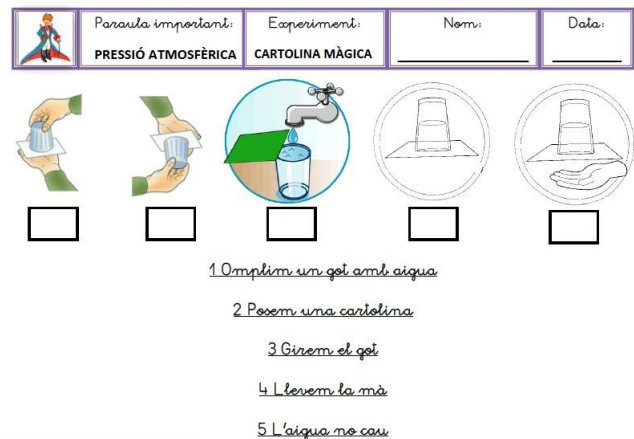 Paraula important:
PRESSIÓ ATMOSFÈRICA
Experiment:
CARTOLINA MÀGICA
Nom:
Data:
1 Omplim un got amb aigua
2 Posem una cartolina
3 Girem el got
4 Llevem la mà
5 L'aigua no cau